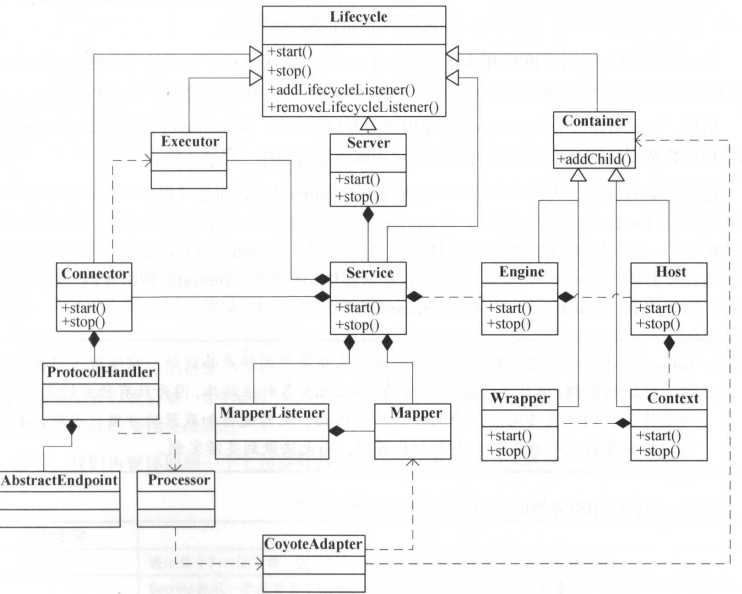 Lifecycle
+start()
+stop()
+addLifecycleListener()
+removeLifecycleListener()
Container
+addChild()
Executor
Server
+start()
+stop()
Connector
+start()
+stop()
Service
+start()
+stop()
Engine
+start()
+stop()
Host
+start()
+stop()
ProtocolHandler
MapperListener
Mapper
Wrapper
+start()
+stop()
Context
+start()
+stop()
AbstractEndpoint
Processor
CoyoteAdapter